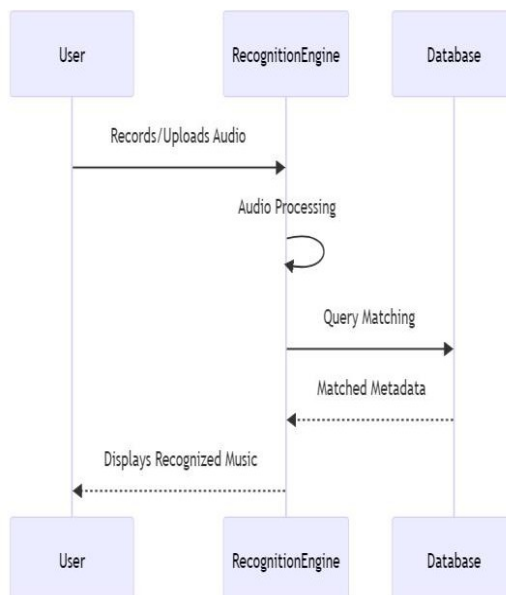 User
RecognitionEngine
Database
Records/Uploads Audio
Audio Processing
Query Matching
Matched Metadata
Displays Recognized Music
User
RecognitionEngine
Database